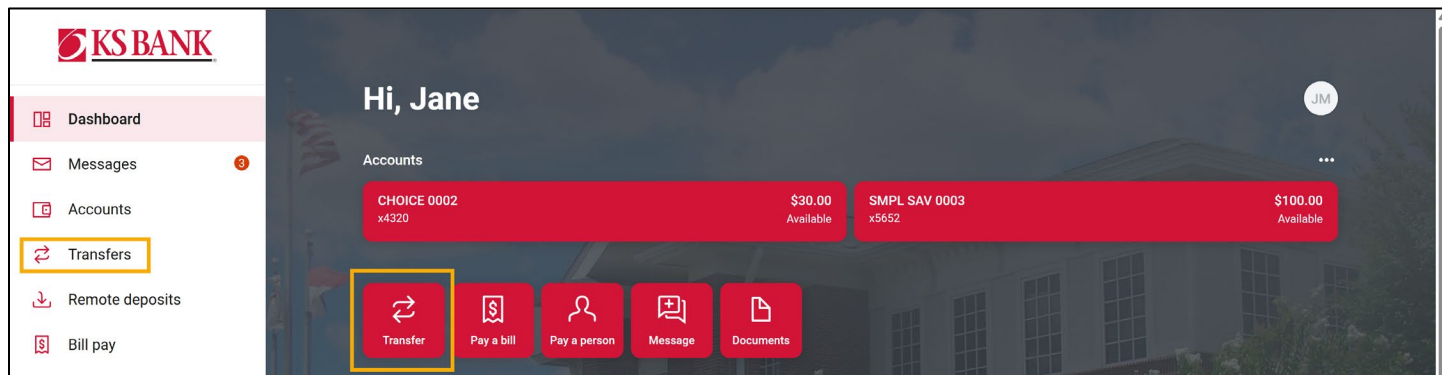 KS BANK
Dashboard
Messages 3
Accounts
Transfers
Remote deposits
Bill pay
Hi, Jane
JM
Accounts
CHOICE 0002 $30.00
x4320 Available
SMPL SAV 0003 $100.00
x5652 Available
Transfer
Pay a bill
Pay a person
Message
Documents